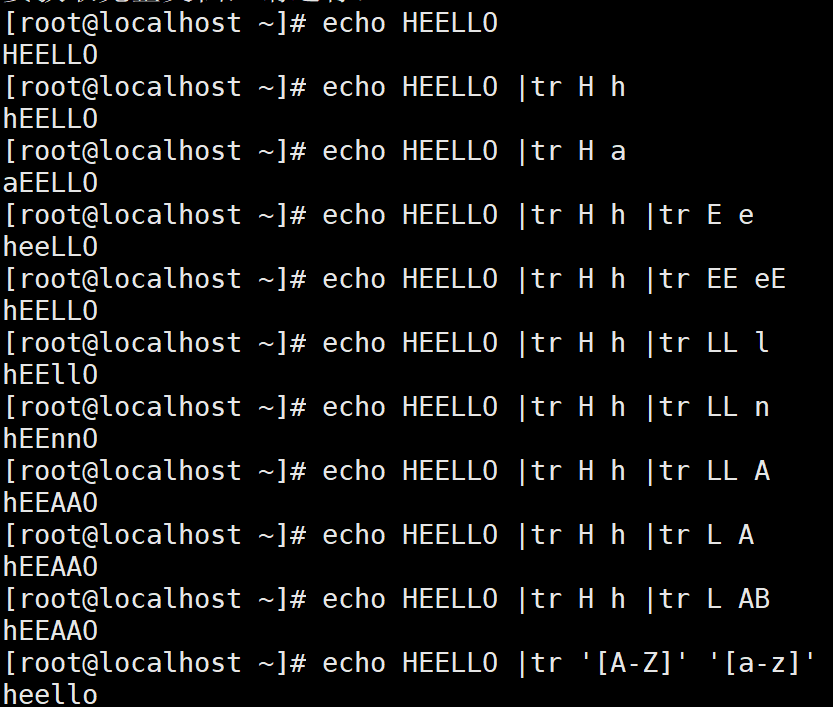 [root@localhost ~]# echo HEELLO
HEELLO
[root@localhost ~]# echo HEELLO |tr H h
hEELLO
[root@localhost ~]# echo HEELLO |tr H a
aEELLO
[root@localhost ~]# echo HEELLO |tr H h |tr E e
heeLLO
[root@localhost ~]# echo HEELLO |tr H h |tr EE eE
hEELLO
[root@localhost ~]# echo HEELLO |tr H h |tr LL l
hEEllO
[root@localhost ~]# echo HEELLO |tr H h |tr LL n
hEEnnO
[root@localhost ~]# echo HEELLO |tr H h |tr LL A
hEEAAO
[root@localhost ~]# echo HEELLO |tr H h |tr L A
hEEAAO
[root@localhost ~]# echo HEELLO |tr H h |tr L AB
hEEAAO
[root@localhost ~]# echo HEELLO |tr '[A-Z]' '[a-z]'
heello